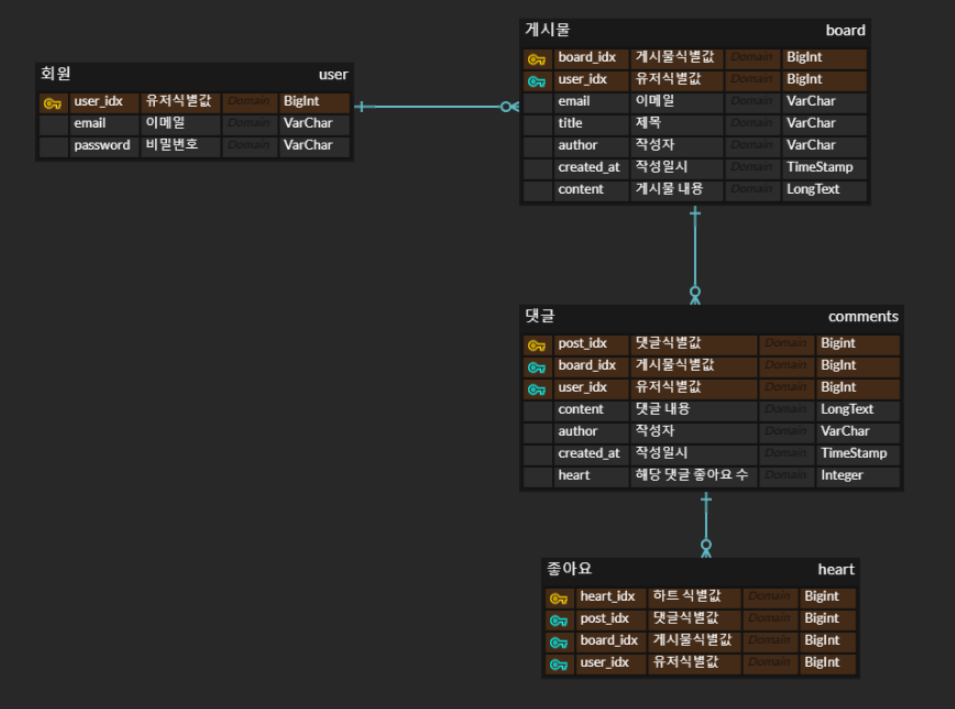 회원 user
user_idx 유저식별값 Domain BigInt
email 이메일 Domain VarChar
password 비밀번호 Domain VarChar
게시물 board
board_idx 게시물식별값 Domain BigInt
user_idx 유저식별값 Domain BigInt
email 이메일 Domain VarChar
title 제목 Domain VarChar
author 작성자 Domain VarChar
created_at 작성일시 Domain TimeStamp
content 게시물 내용 Domain LongText
댓글 comments
post_idx 댓글식별값 Domain Bigint
board_idx 게시물식별값 Domain BigInt
user_idx 유저식별값 Domain BigInt
content 댓글 내용 Domain LongText
author 작성자 Domain VarChar
created_at 작성일시 Domain TimeStamp
heart 해당 댓글 좋아요 수 Domain Integer
좋아요 heart
heart_idx 하트 식별값 Domain Bigint
post_idx 댓글식별값 Domain Bigint
board_idx 게시물식별값 Domain BigInt
user_idx 유저식별값 Domain BigInt